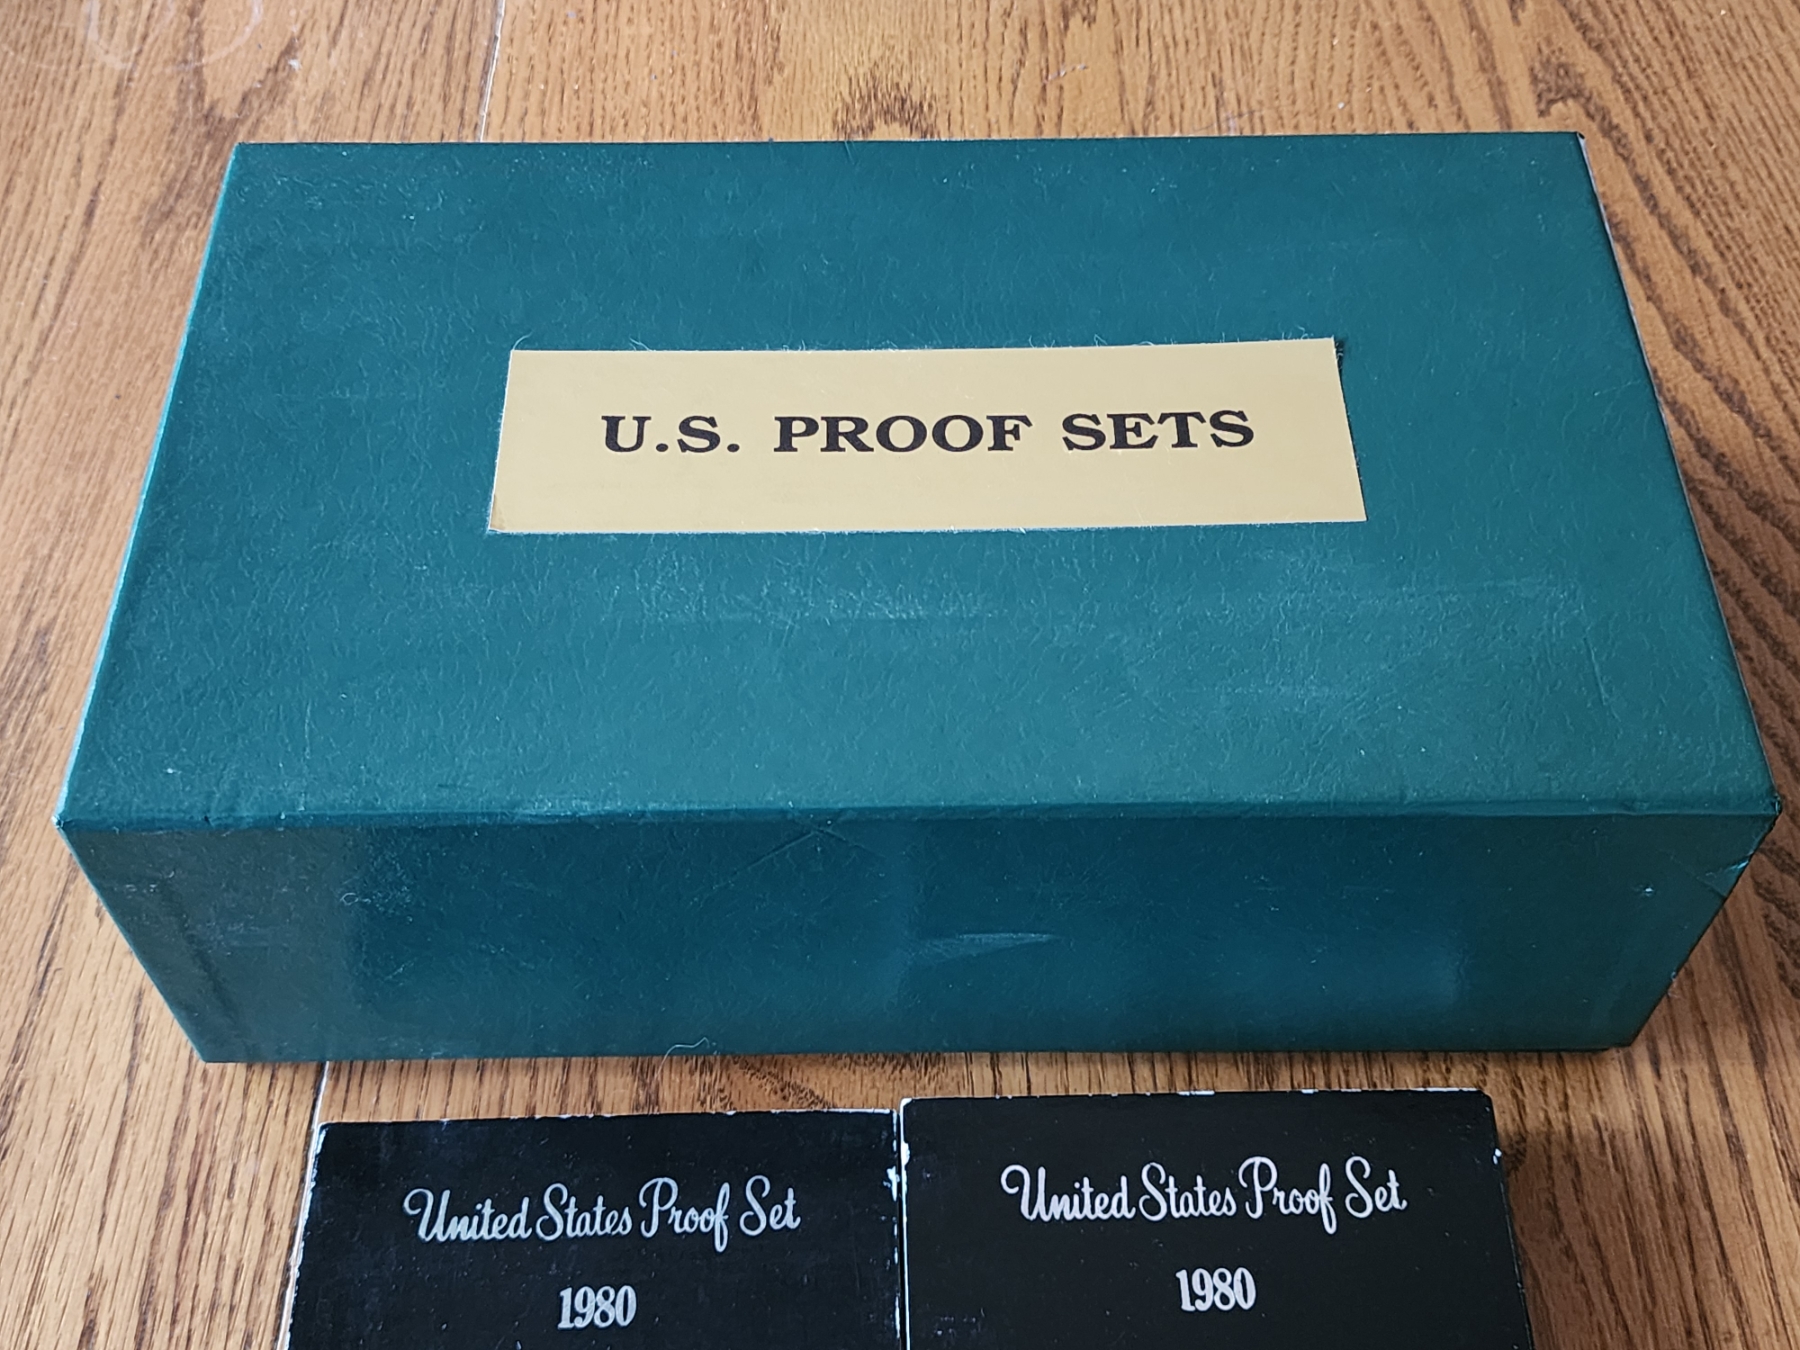 U.S. PROOF SETS
United States Proof Set
1980
United States Proof Set
1980